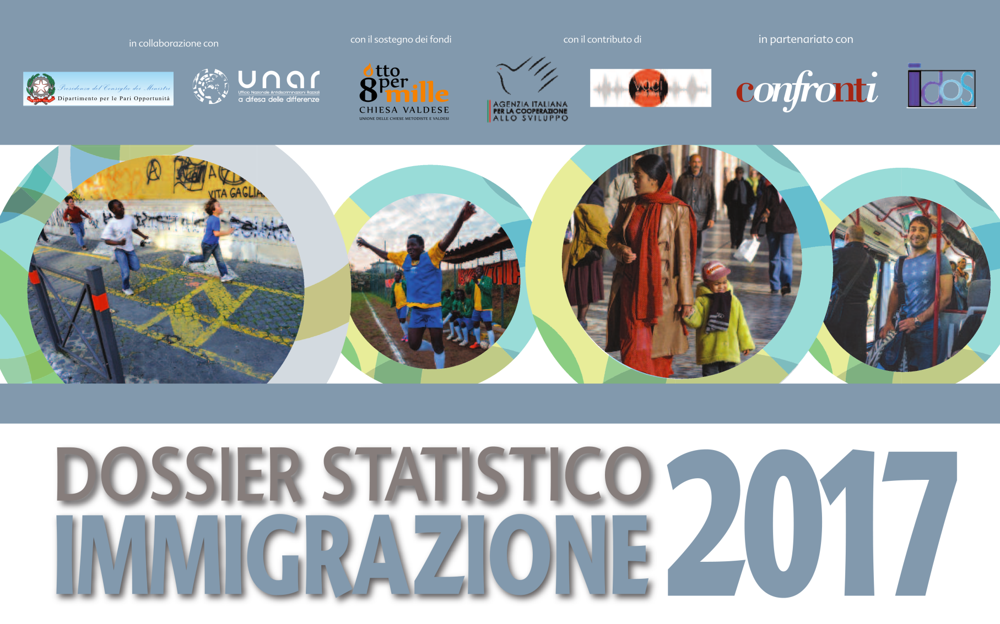 in collaborazione con
con il sostegno dei fondi
con il contributo di
in partenariato con
Presidenza del Consiglio dei Ministri
Dipartimento per le Pari Opportunità
unar
Ufficio Nazionale Antidiscriminazioni Razziali
a difesa delle differenze
otto
8 per
mille
CHIESA VALDESE
UNIONE DELLE CHIESE METODISTE E VALDESI
AGENZIA ITALIANA
PER LA COOPERAZIONE
ALLO SVILUPPO
voci
confronti
idos
VITA GAGLIA
DOSSIER STATISTICO
IMMIGRAZIONE
2017